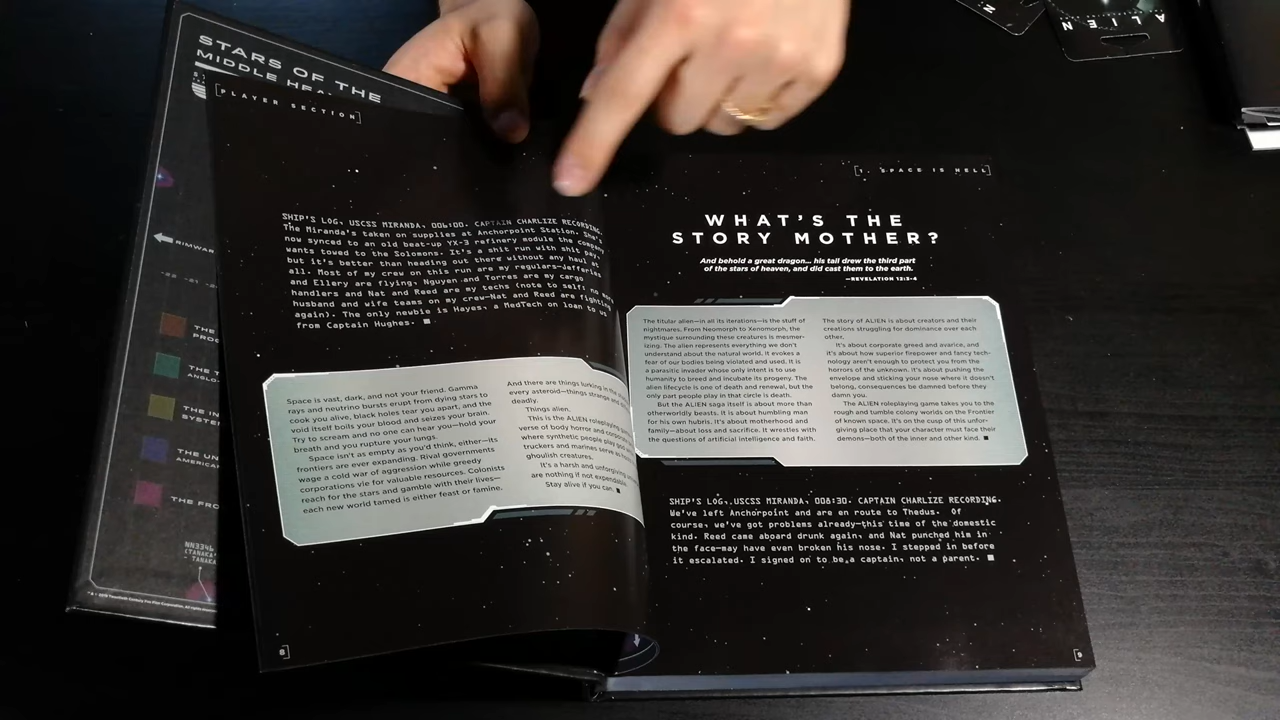 STARS OF THE
MIDDLE HEA
[PLAYER SECTION]
RIMWAR
THE
THE T
ANGLO-
THE IN
SYSTEM
THE UN
AMERICA
THE FRO
NN3346
(TANAKA
- TANAKA
SHIP'S LOG, USCSS MIRANDA, 006:00. CAPTAIN CHARLIZE RECORDING.
The Miranda's taken on supplies at Anchorpoint Station. She's
now synced to an old beat-up YX-3 refinery module the company
wants towed to the Solomons. It's a shit run with shit pay,
but it's better than heading out there without any haul at
all. Most of my crew on this run are my regulars—Jefferies
and Ellery are flying, Nguyen and Torres are my cargo
handlers and Nat and Reed are my techs (note to self: no more
husband and wife teams on my crew—Nat and Reed are fighting
again). The only newbie is Hayes, a MedTech on loan to us
from Captain Hughes. ■
Space is vast, dark, and not your friend. Gamma
rays and neutrino bursts erupt from dying stars to
cook you alive, black holes tear you apart, and the
void itself boils your blood and seizes your brain.
Try to scream and no one can hear you—hold your
breath and you rupture your lungs.
Space isn't as empty as you'd think, either—its
frontiers are ever expanding. Rival governments
wage a cold war of aggression while greedy
corporations vie for valuable resources. Colonists
reach for the stars and gamble with their lives—
each new world tamed is either feast or famine.
And there are things lurking in the
every asteroid—things strange and
deadly.
Things alien.
This is the ALIEN roleplaying
verse of body horror and corporate
where synthetic people play god
truckers and marines serve as
ghoulish creatures.
It's a harsh and unforgiving
are nothing if not expendable.
Stay alive if you can. ■
[8]
[1. SPACE IS HELL]
WHAT'S THE
STORY MOTHER?
And behold a great dragon... his tail drew the third part
of the stars of heaven, and did cast them to the earth.
—REVELATION 12:3-4
The titular alien—in all its iterations—is the stuff of
nightmares. From Neomorph to Xenomorph, the
mystique surrounding these creatures is mesmer-
izing. The alien represents everything we don't
understand about the natural world. It evokes a
fear of our bodies being violated and used. It is
a parasitic invader whose only intent is to use
humanity to breed and incubate its progeny. The
alien lifecycle is one of death and renewal, but the
only part people play in that circle is death.
But the ALIEN saga itself is about more than
otherworldly beasts. It is about humbling man
for his own hubris. It's about motherhood and
family—about loss and sacrifice. It wrestles with
the questions of artificial intelligence and faith.
The story of ALIEN is about creators and their
creations struggling for dominance over each
other.
It's about corporate greed and avarice, and
it's about how superior firepower and fancy tech-
nology aren't enough to protect you from the
horrors of the unknown. It's about pushing the
envelope and sticking your nose where it doesn't
belong, consequences be damned before they
damn you.
The ALIEN roleplaying game takes you to the
rough and tumble colony worlds on the Frontier
of known space. It's on the cusp of this unfor-
giving place that your character must face their
demons—both of the inner and other kind. ■
SHIP'S LOG, USCSS MIRANDA, 008:30. CAPTAIN CHARLIZE RECORDING.
We've left Anchorpoint and are en route to Thedus. Of
course, we've got problems already—this time of the domestic
kind. Reed came aboard drunk again, and Nat punched him in
the face—may have even broken his nose. I stepped in before
it escalated. I signed on to be a captain, not a parent. ■
[9]
ALIEN